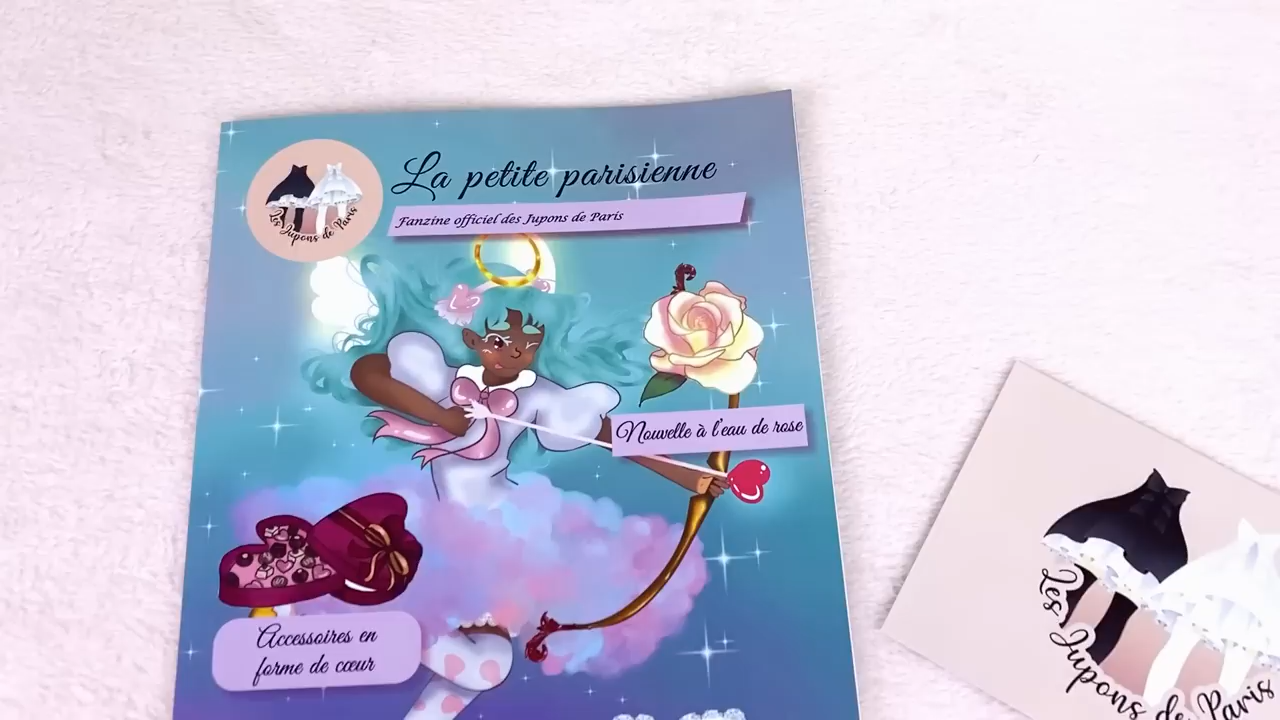 La petite parisienne
Fanzine officiel des Jupons de Paris
Les Jupons de Paris
Nouvelle à l'eau de rose
Accessoires en
forme de cœur
Les Jupons de Paris